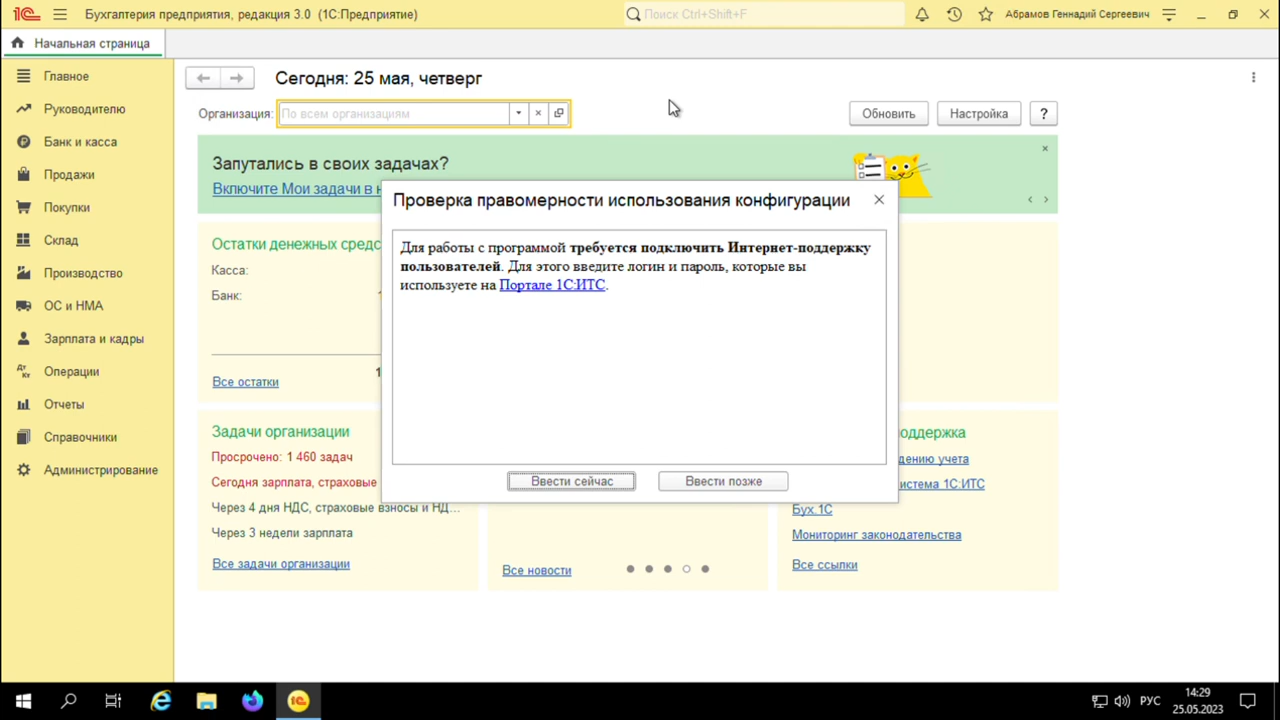 Бухгалтерия предприятия, редакция 3.0 (1С:Предприятие)
Поиск Ctrl+Shift+F
Абрамов Геннадий Сергеевич
Начальная страница
Главное
Руководителю
Банк и касса
Продажи
Покупки
Склад
Производство
ОС и НМА
Зарплата и кадры
Операции
Отчеты
Справочники
Администрирование
Сегодня: 25 мая, четверг
Организация:
По всем организациям
Обновить
Настройка
?
Запутались в своих задачах?
Включите Мои задачи в н
Остатки денежных средс
Касса:
Банк:
1
1
Все остатки
Проверка правомерности использования конфигурации
Для работы с программой требуется подключить Интернет-поддержку
пользователей. Для этого введите логин и пароль, которые вы
используете на Портале 1С:ИТС.
Ввести сейчас
Ввести позже
Задачи организации
Просрочено: 1 460 задач
Сегодня зарплата, страховые
Через 4 дня НДС, страховые взносы и НД...
Через 3 недели зарплата
Все задачи организации
Все новости
оддержка
дению учета
истема 1С:ИТС
Бух.1С
Мониторинг законодательства
Все ссылки
РУС
14:29
25.05.2023